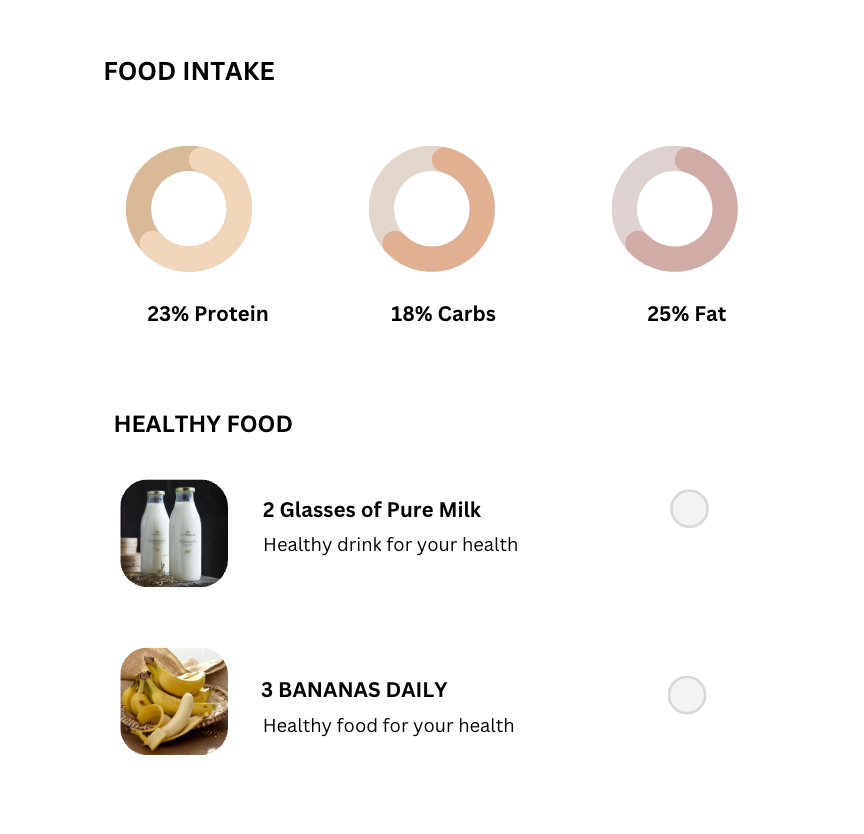 FOOD INTAKE
23% Protein
18% Carbs
25% Fat
HEALTHY FOOD
2 Glasses of Pure Milk
Healthy drink for your health
3 BANANAS DAILY
Healthy food for your health